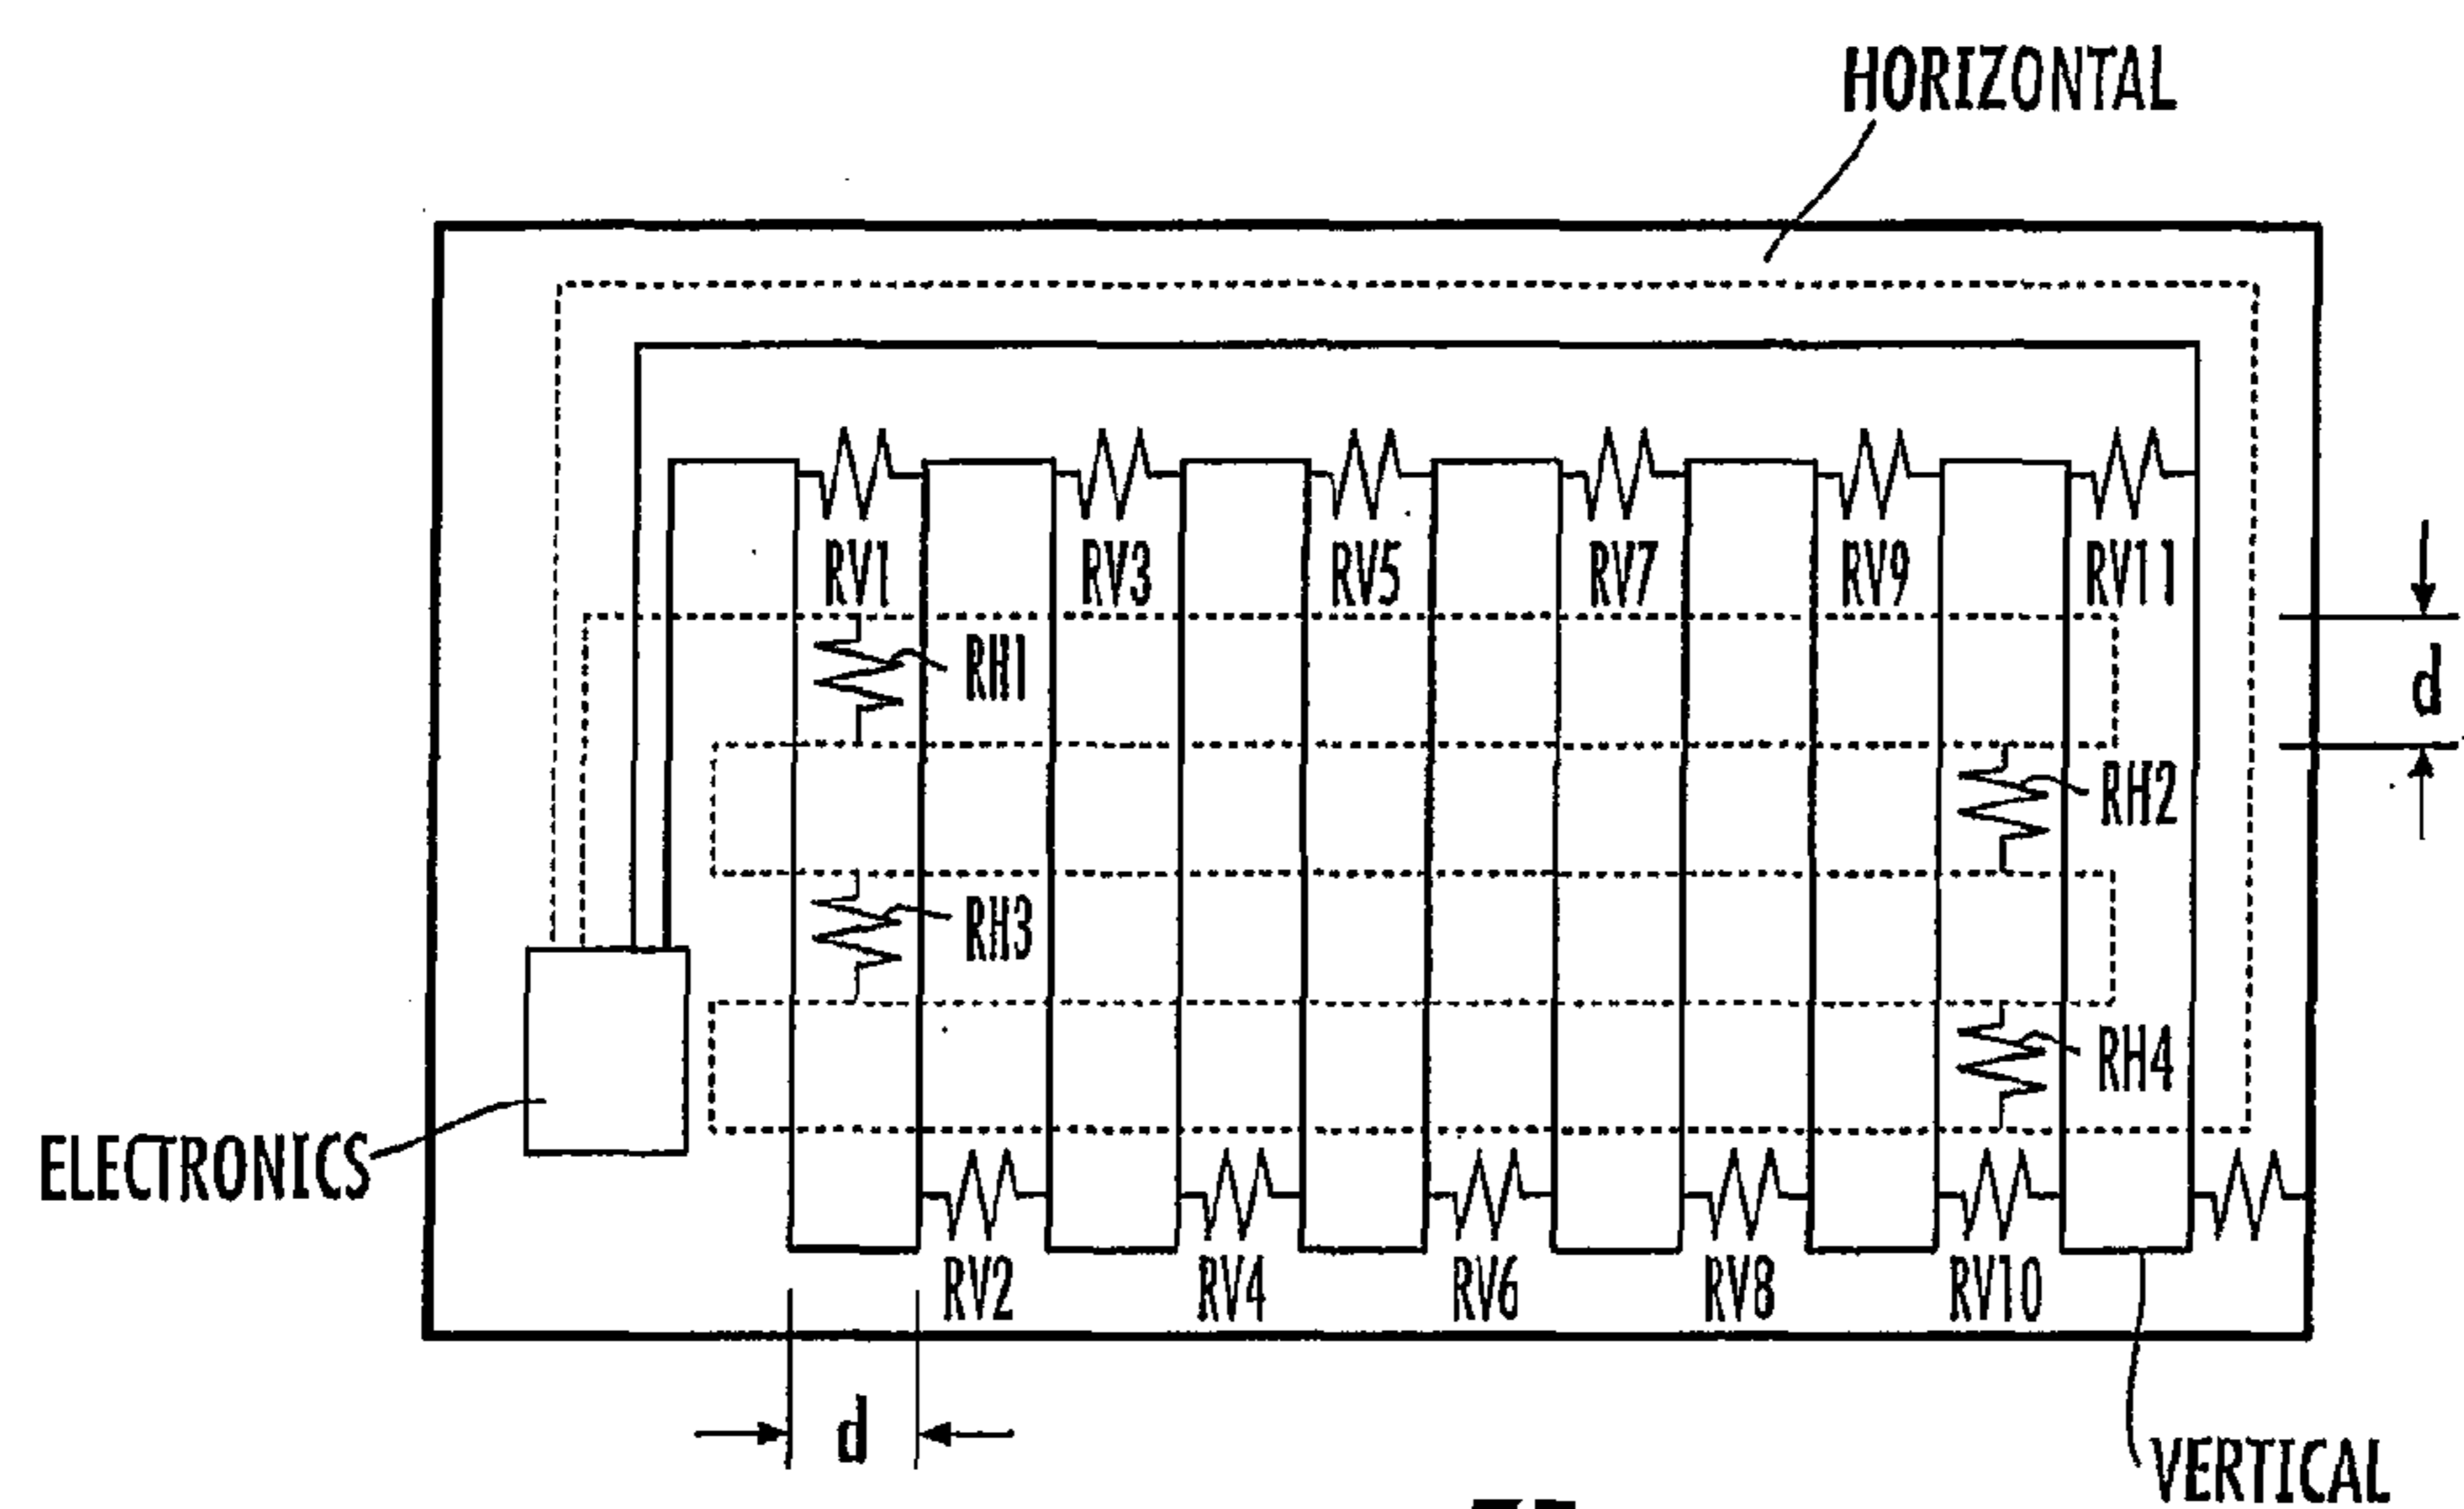 HORIZONTAL
RV1 RV3 RV5 RV7 RV9 RV11
RH1
d
RH2
RH3
RH4
ELECTRONICS
RV2 RV4 RV6 RV8 RV10
d
VERTICAL